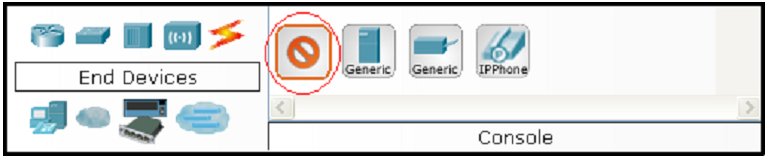 Generic Generic IPPhone
End Devices
Console